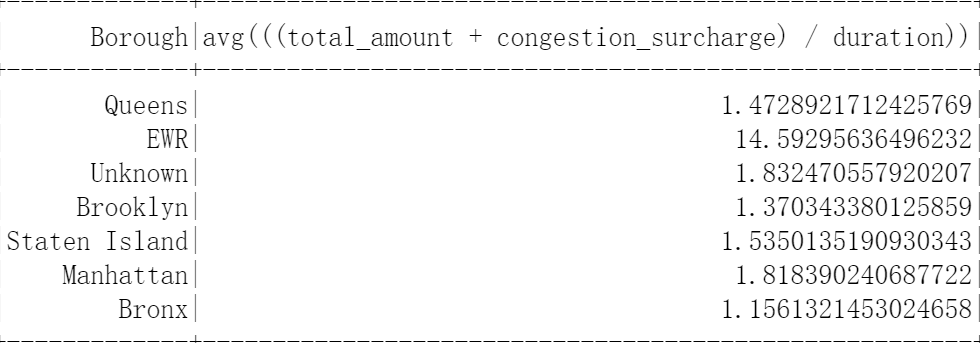 Borough|avg(((total_amount + congestion_surcharge) / duration))|
Queens| 1.4728921712425769|
EWR| 14.59295636496232|
Unknown| 1.832470557920207|
Brooklyn| 1.370343380125859|
Staten Island| 1.5350135190930343|
Manhattan| 1.818390240687722|
Bronx| 1.1561321453024658|